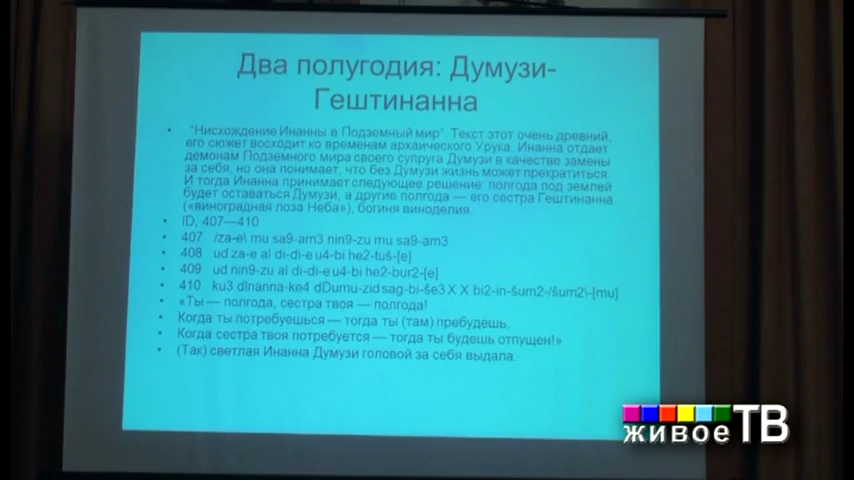 Два полугодия: Думузи-
Гештинанна
• "Нисхождение Инанны в Подземный мир". Текст этот очень древний,
его сюжет восходит ко временам архаического Урука. Инанна отдает
демонам Подземного мира своего супруга Думузи в качестве замены
за себя, но она понимает, что без Думузи жизнь может прекратиться.
И тогда Инанна принимает следующее решение: полгода под землей
будет оставаться Думузи, а другие полгода — его сестра Гештинанна
(«виноградная лоза Неба»), богиня виноделия.
• ID, 407—410
• 407 /za-e\ mu sa9-am3 nin9-zu mu sa9-am3
• 408 ud za-e al di-di-e u4-bi he2-tuš-[e]
• 409 ud nin9-zu al di-di-e u4-bi he2-bur2-[e]
• 410 ku3 dInanna-ke4 dDumu-zid sag-bi-še3 X X bi2-in-šum2-/šum2\-[mu]
• «Ты — полгода, сестра твоя — полгода!
• Когда ты потребуешься — тогда ты (там) пребудешь,
• Когда сестра твоя потребуется — тогда ты будешь отпущен!»
• (Так) светлая Инанна Думузи головой за себя выдала.
живоеТВ